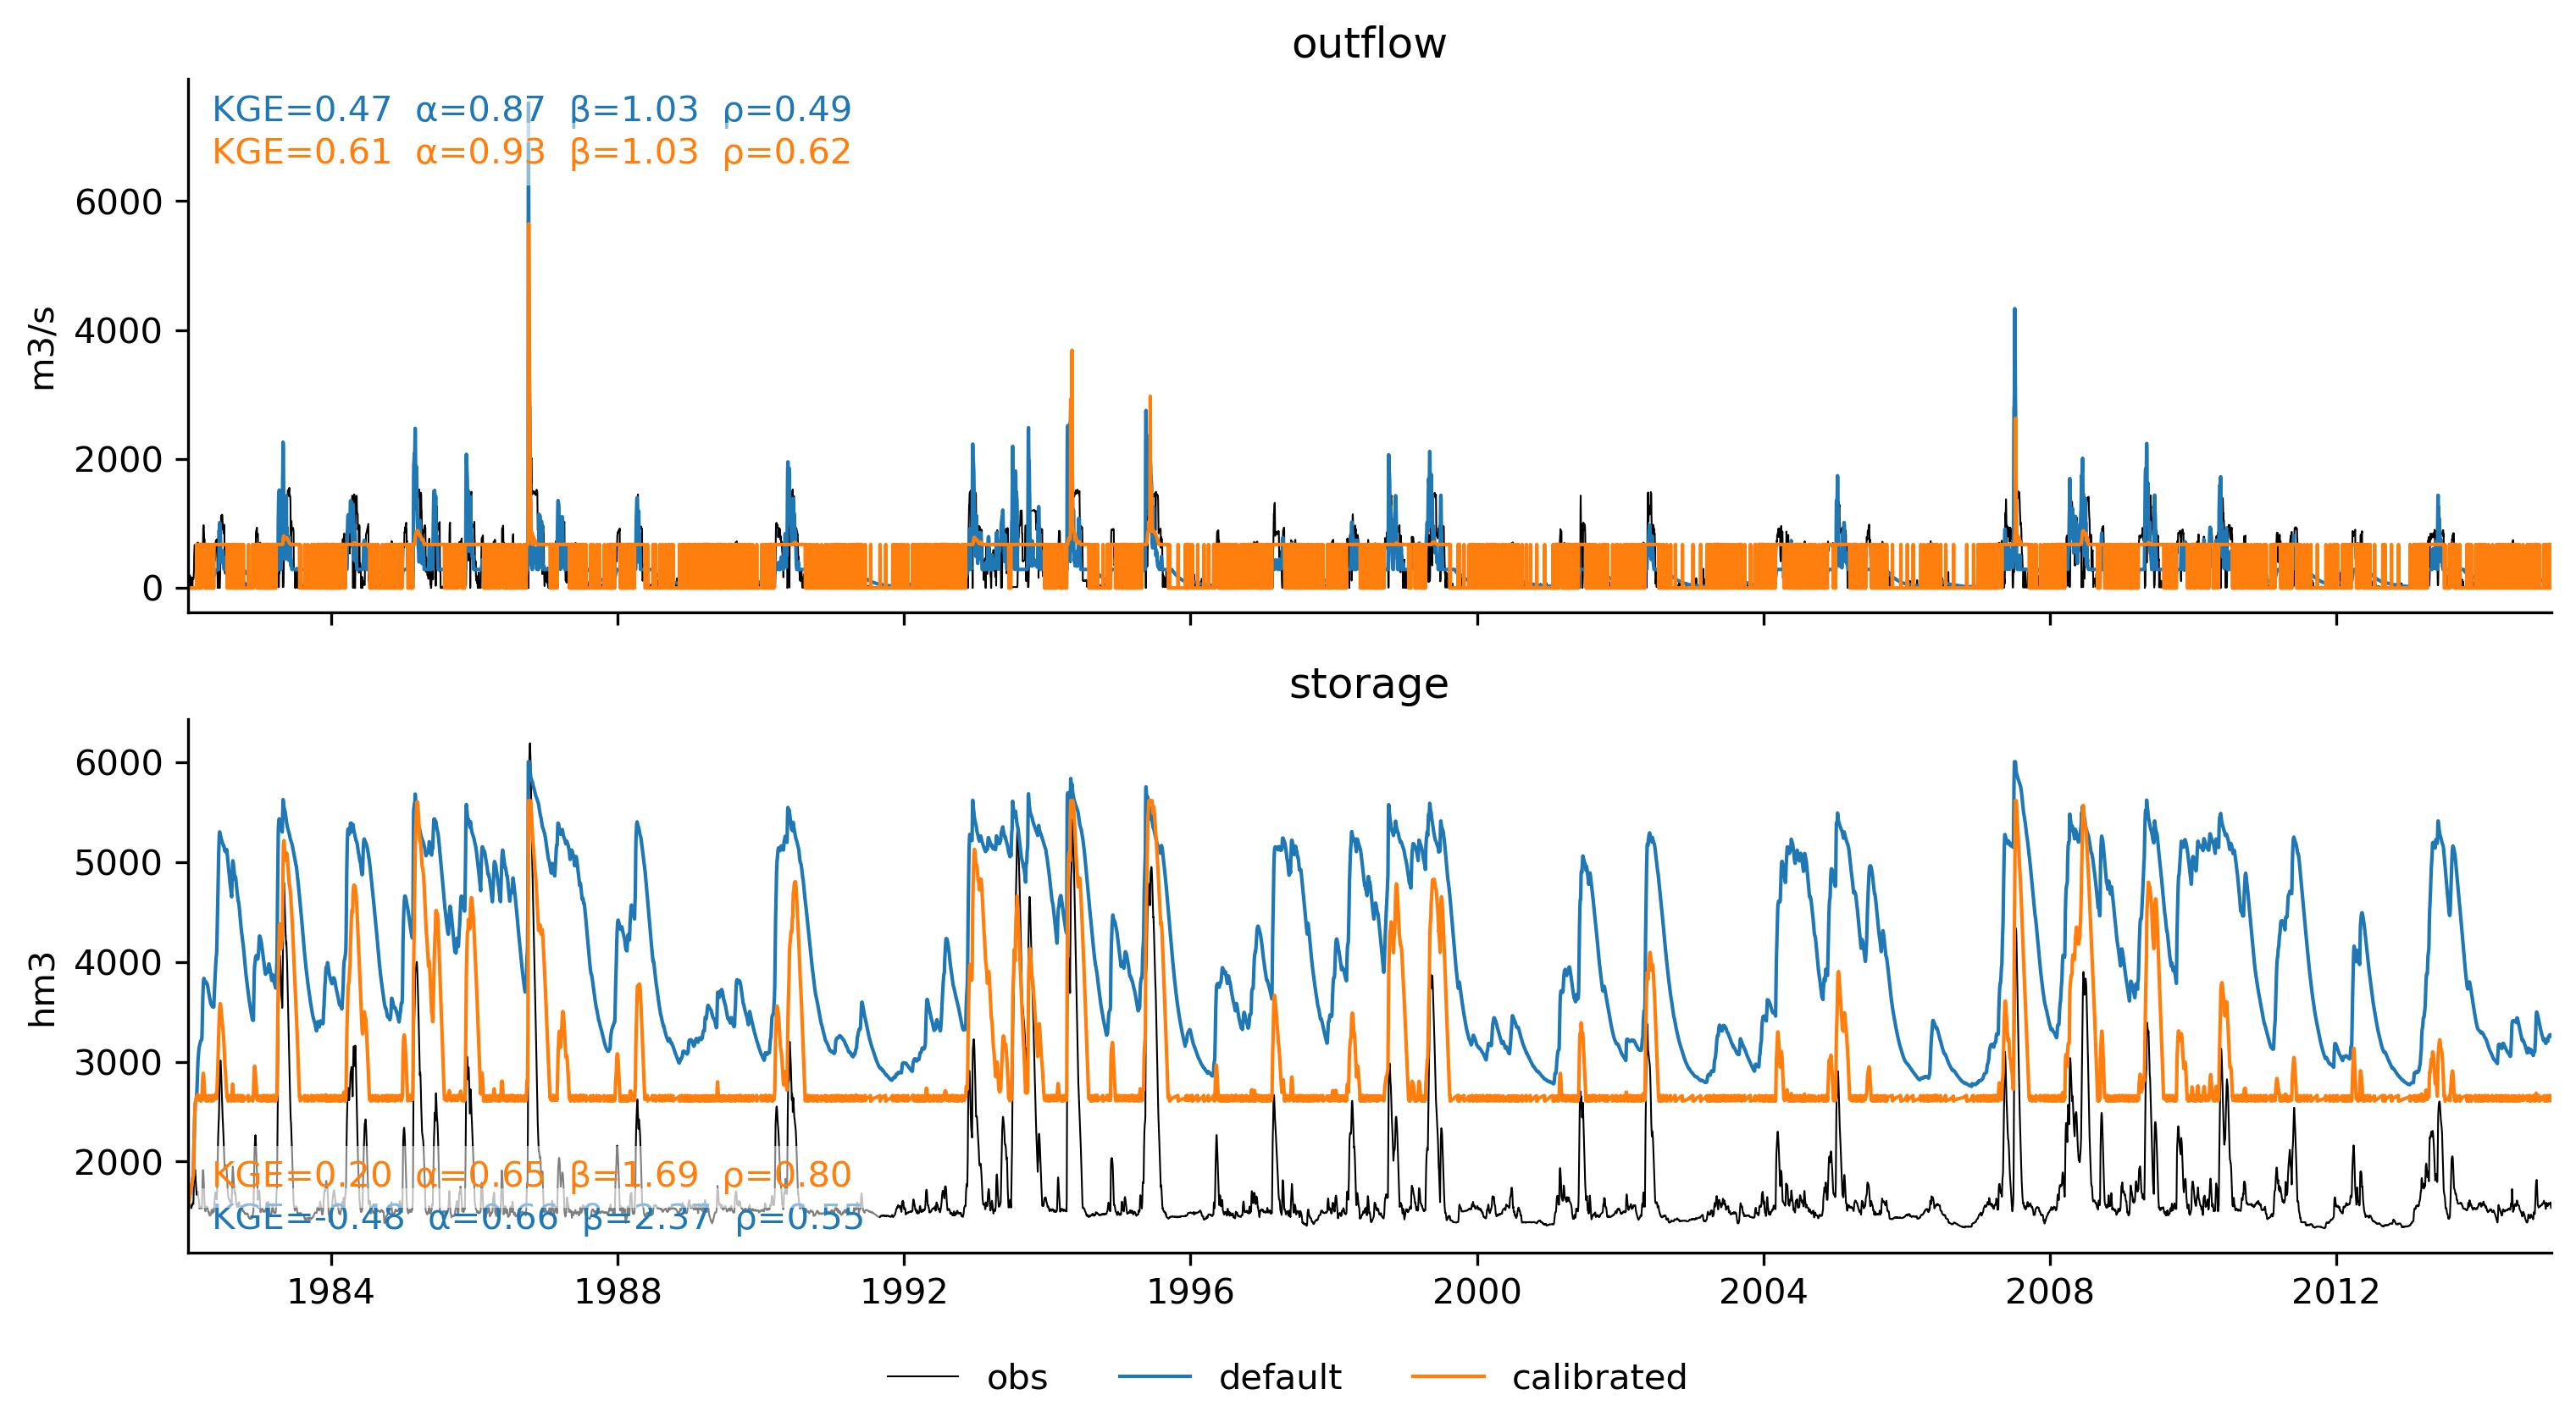 outflow
KGE=0.47 α=0.87 β=1.03 ρ=0.49
KGE=0.61 α=0.93 β=1.03 ρ=0.62
m3/s
6000
4000
2000
0
storage
hm3
6000
5000
4000
3000
2000
KGE=0.20 α=0.65 β=1.69 ρ=0.80
KGE=-0.48 α=0.66 β=2.37 ρ=0.55
1984 1988 1992 1996 2000 2004 2008 2012
obs default calibrated